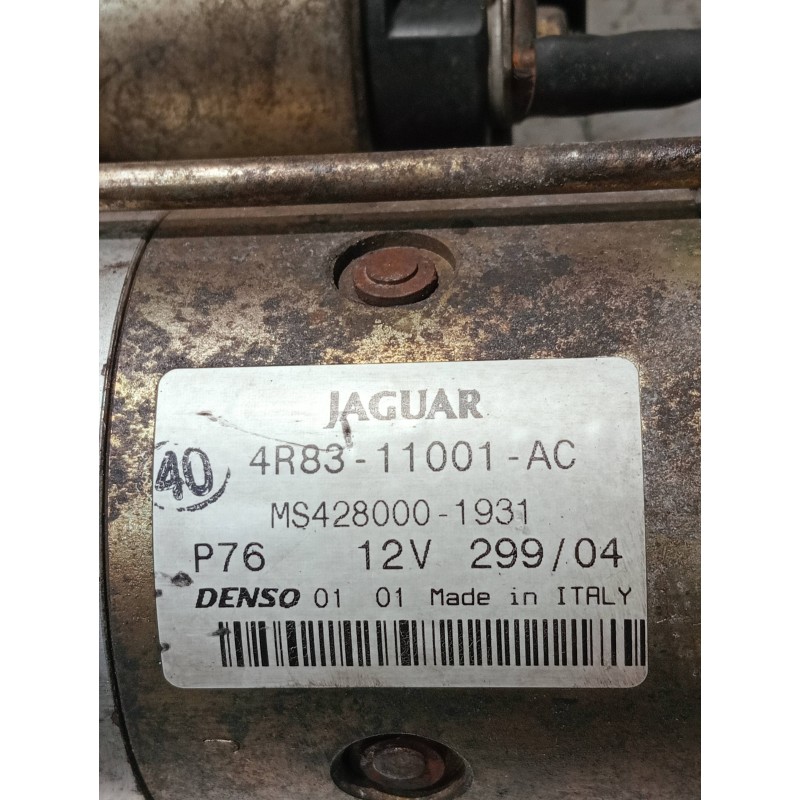 JAGUAR
40
4R83-11001-AC
MS428000-1931
P76 12V 299/04
DENSO 01 01 Made in ITALY